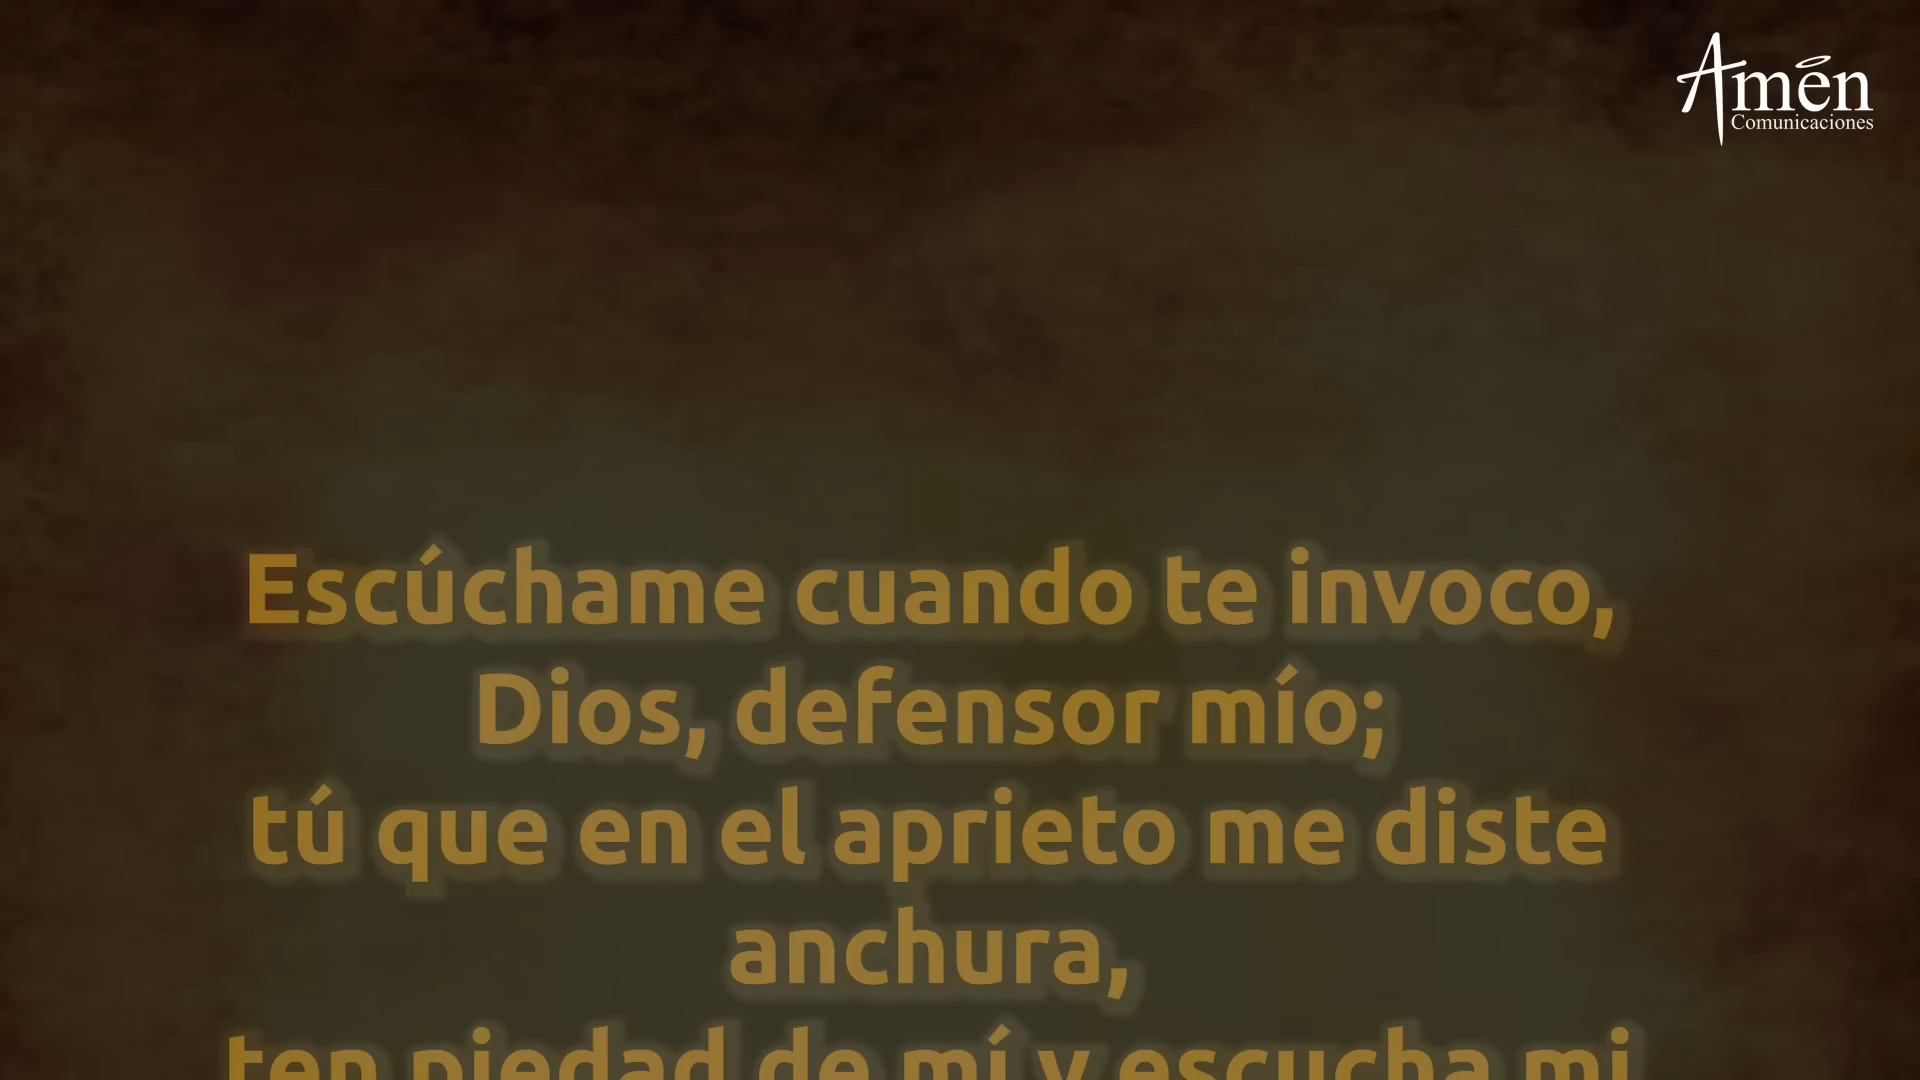 Amén
Comunicaciones
Escúchame cuando te invoco,
Dios, defensor mío;
tú que en el aprieto me diste
anchura,
ten piedad de mí y escucha mi